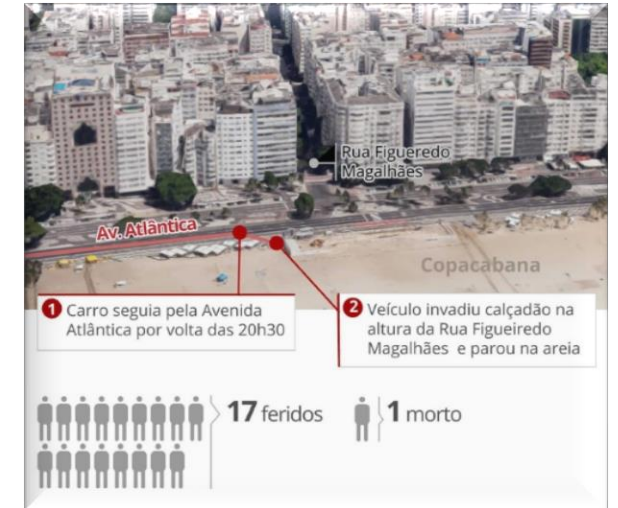 Rua Figueredo
Magalhães
Av. Atlântica
Copacabana
1 Carro seguia pela Avenida
Atlântica por volta das 20h30
2 Veículo invadiu calçadão na
altura da Rua Figueiredo
Magalhães e parou na areia
17 feridos
1 morto